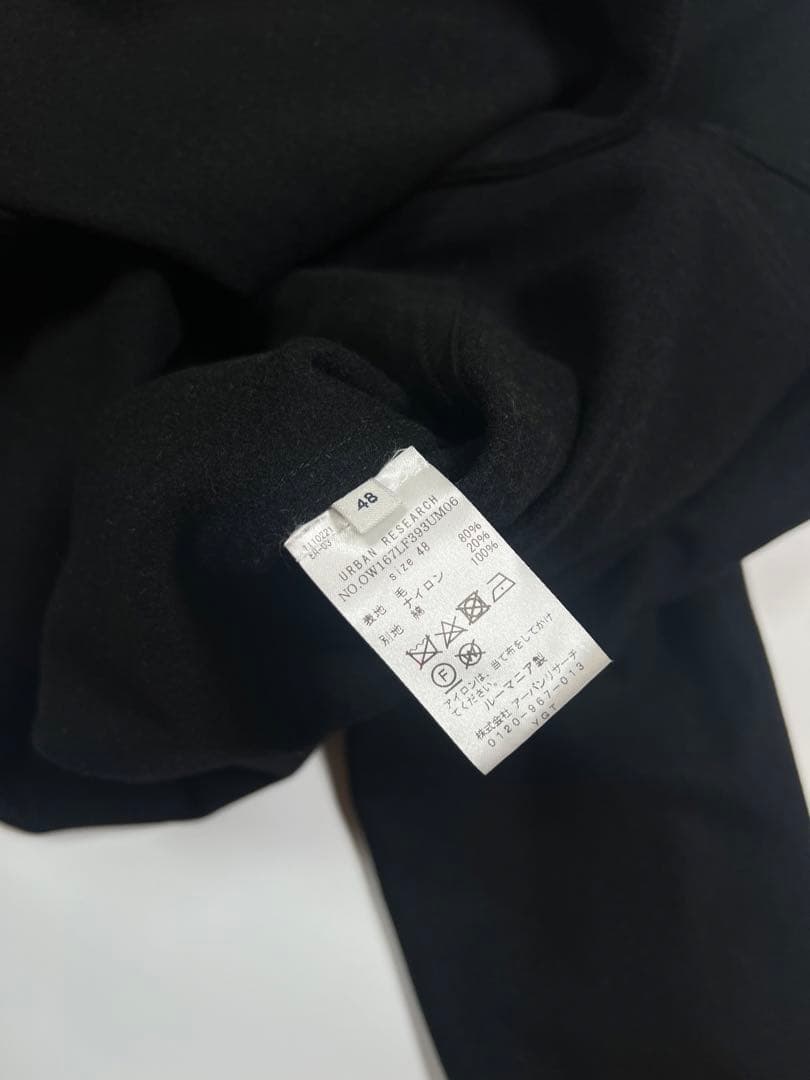 48
URBAN RESEARCH
NO.OW167LF393UM06
size 48
表地 毛 80%
ナイロン 20%
別地 綿 100%
F W
アイロンは、当て布をしてかけ
てください。
ルーマニア製
株式会社 アーバンリサーチ
0120-967-013
YGT